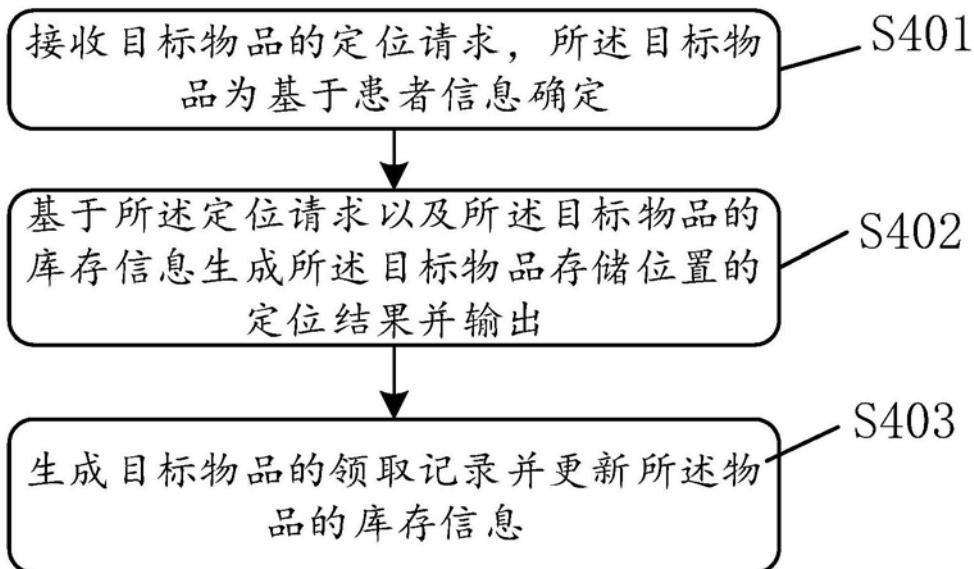 接收目标物品的定位请求，所述目标物
品为基于患者信息确定
S401
基于所述定位请求以及所述目标物品的
库存信息生成所述目标物品存储位置的
定位结果并输出
S402
生成目标物品的领取记录并更新所述物
品的库存信息
S403